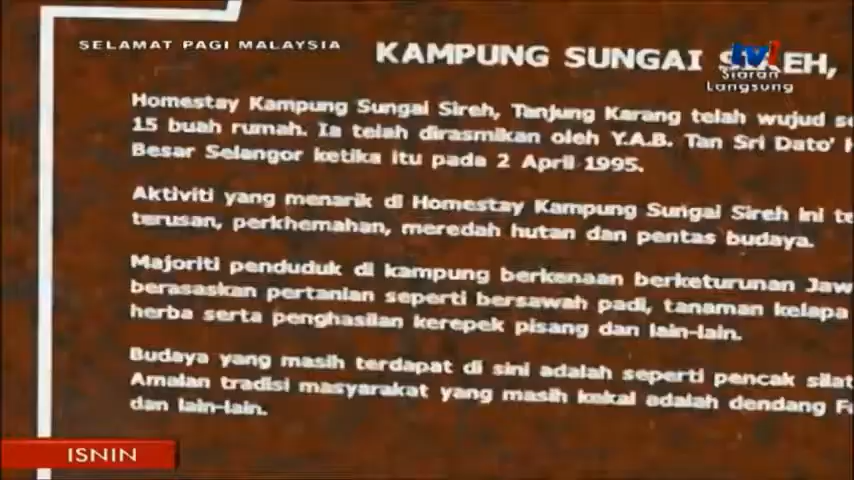 SELAMAT PAGI MALAYSIA
tv1
Siaran
Langsung
KAMPUNG SUNGAI SIREH,
Homestay Kampung Sungai Sireh, Tanjung Karang telah wujud
15 buah rumah. Ia telah dirasmikan oleh Y.A.B. Tan Sri Dato'
Besar Selangor ketika itu pada 2 April 1995.
Aktiviti yang menarik di Homestay Kampung Sungai Sireh ini
terusan, perkhemahan, meredah hutan dan pentas budaya.
Majoriti penduduk di kampung berkenaan berketurunan
berasaskan pertanian seperti bersawah padi, tanaman kelapa
herba serta penghasilan kerepek pisang dan lain-lain.
Budaya yang masih terdapat di sini adalah seperti pencak silat
Amalan tradisi masyarakat yang masih kekal adalah dendang
dan lain-lain.
ISNIN